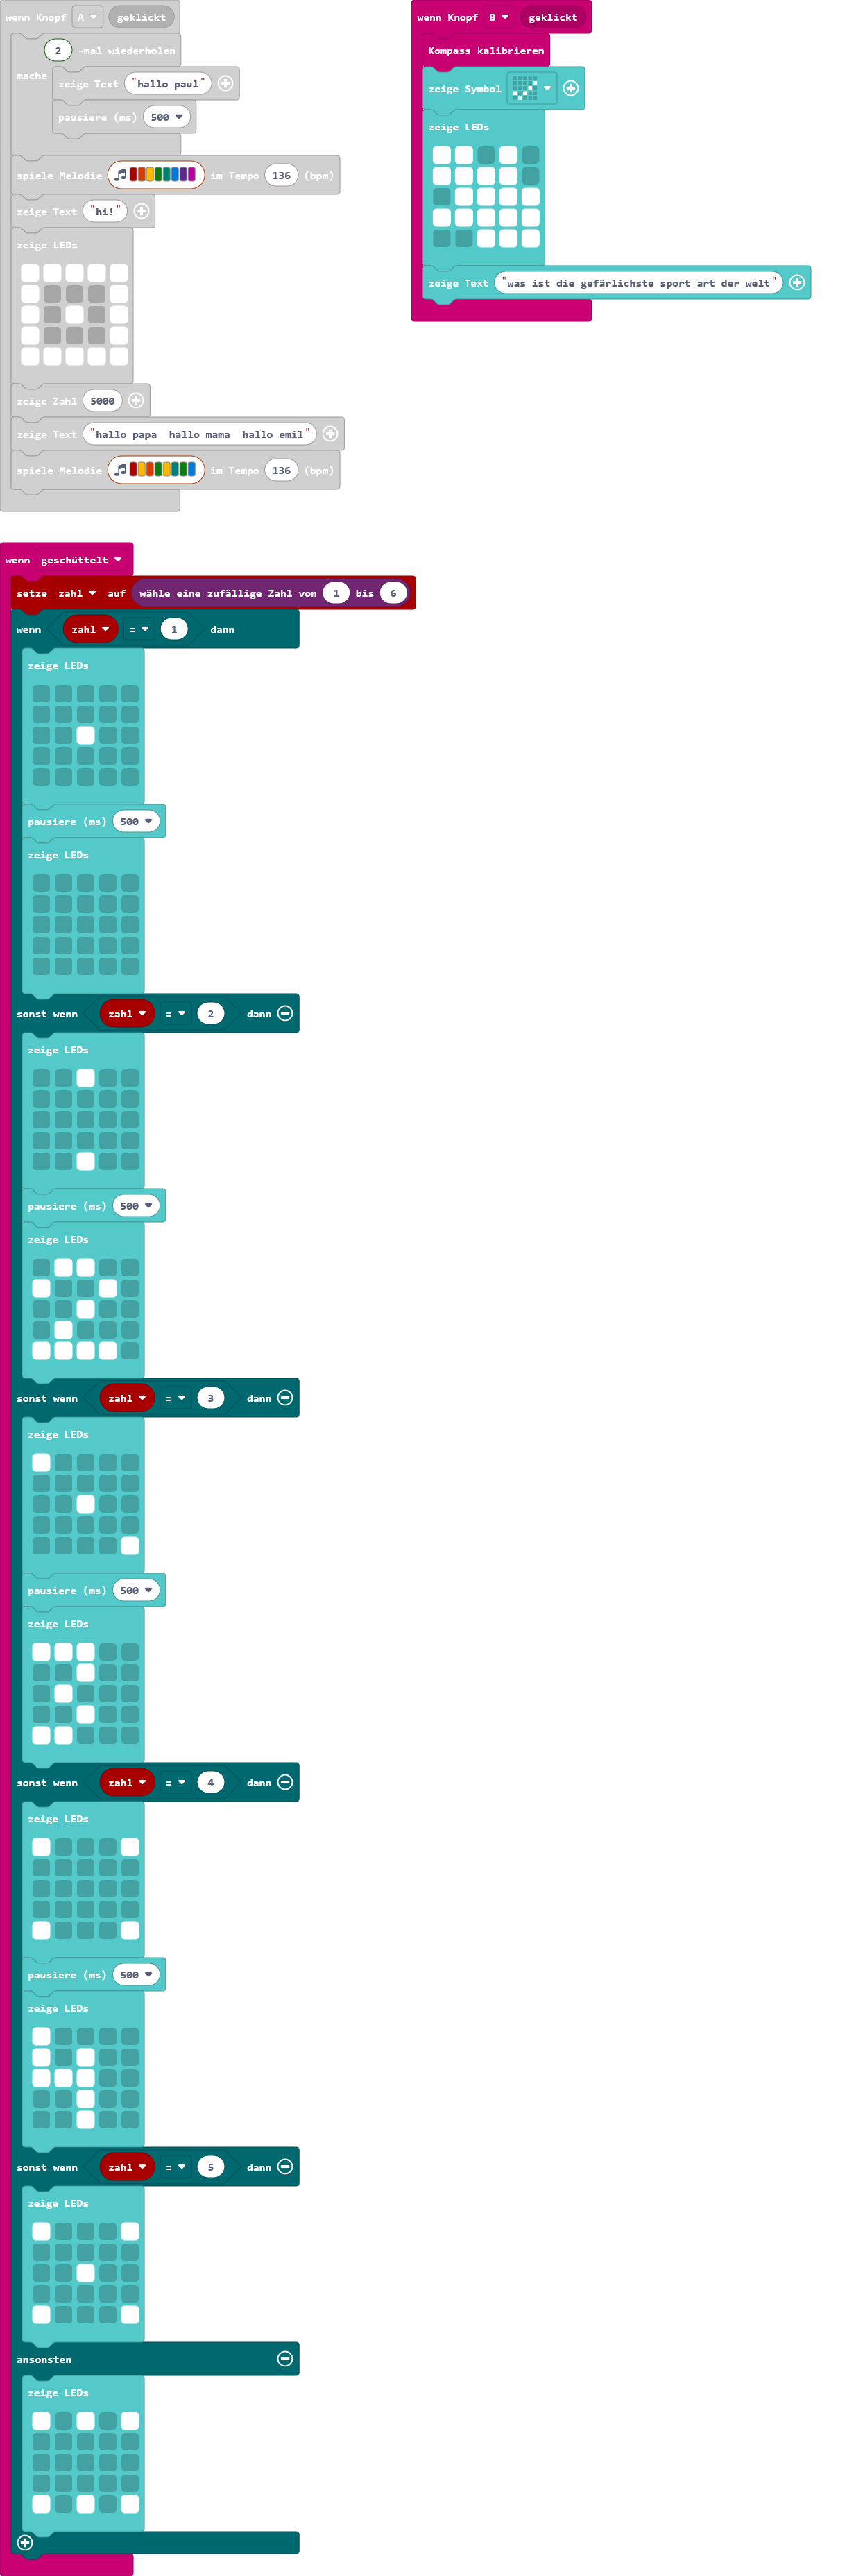 wenn Knopf A geklickt
2 -mal wiederholen
mache
zeige Text "hallo paul"
pausiere (ms) 500
spiele Melodie im Tempo 136 (bpm)
zeige Text "hi!"
zeige LEDs
zeige Zahl 5000
zeige Text "hallo papa  hallo mama  hallo emil"
spiele Melodie im Tempo 136 (bpm)
wenn Knopf B geklickt
Kompass kalibrieren
zeige Symbol
zeige LEDs
zeige Text "was ist die gefärlichste sport art der welt"
wenn geschüttelt
setze zahl auf wähle eine zufällige Zahl von 1 bis 6
wenn zahl = 1 dann
zeige LEDs
pausiere (ms) 500
zeige LEDs
sonst wenn zahl = 2 dann
zeige LEDs
pausiere (ms) 500
zeige LEDs
sonst wenn zahl = 3 dann
zeige LEDs
pausiere (ms) 500
zeige LEDs
sonst wenn zahl = 4 dann
zeige LEDs
pausiere (ms) 500
zeige LEDs
sonst wenn zahl = 5 dann
zeige LEDs
ansonsten
zeige LEDs